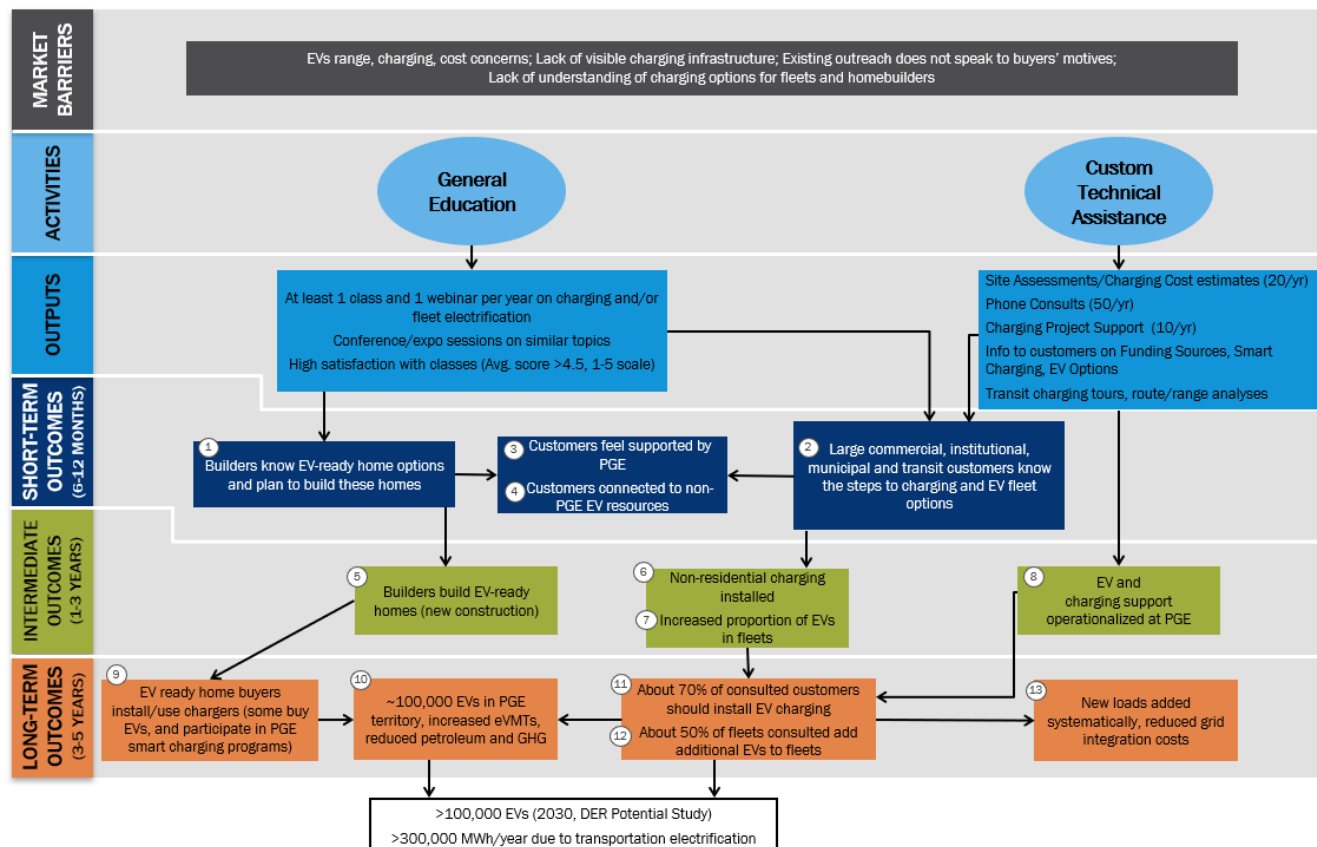 MARKET
BARRIERS
EVs range, charging, cost concerns; Lack of visible charging infrastructure; Existing outreach does not speak to buyers' motives;
Lack of understanding of charging options for fleets and homebuilders
ACTIVITIES
General
Education
Custom
Technical
Assistance
OUTPUTS
At least 1 class and 1 webinar per year on charging and/or
fleet electrification
Conference/expo sessions on similar topics
High satisfaction with classes (Avg. score >4.5, 1-5 scale)
Site Assessments/Charging Cost estimates (20/yr)
Phone Consults (50/yr)
Charging Project Support (10/yr)
Info to customers on Funding Sources, Smart
Charging, EV Options
Transit charging tours, route/range analyses
SHORT-TERM
OUTCOMES
(6-12 MONTHS)
1
Builders know EV-ready home options
and plan to build these homes
3
Customers feel supported by
PGE
4
Customers connected to non-
PGE EV resources
2
Large commercial, institutional,
municipal and transit customers know
the steps to charging and EV fleet
options
INTERMEDIATE
OUTCOMES
(1-3 YEARS)
5
Builders build EV-ready
homes (new construction)
6
Non-residential charging
installed
7
Increased proportion of EVs
in fleets
8
EV and
charging support
operationalized at PGE
LONG-TERM
OUTCOMES
(3-5 YEARS)
9
EV ready home buyers
install/use chargers (some buy
EVs, and participate in PGE
smart charging programs)
10
~100,000 EVs in PGE
territory, increased eVMTs,
reduced petroleum and GHG
11
About 70% of consulted customers
should install EV charging
12
About 50% of fleets consulted add
additional EVs to fleets
13
New loads added
systematically, reduced grid
integration costs
>100,000 EVs (2030, DER Potential Study)
>300,000 MWh/year due to transportation electrification